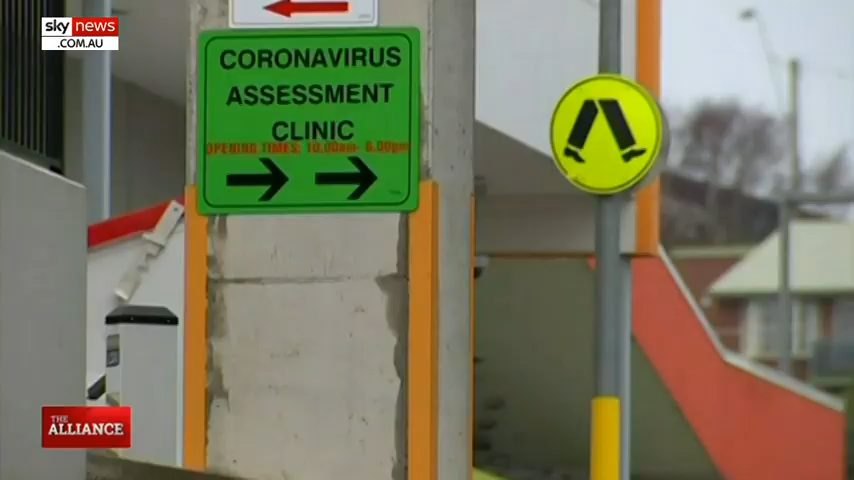 sky news
.COM.AU
CORONAVIRUS
ASSESSMENT
CLINIC
OPENING TIMES: 10.00am- 6.00pm
THE
ALLIANCE